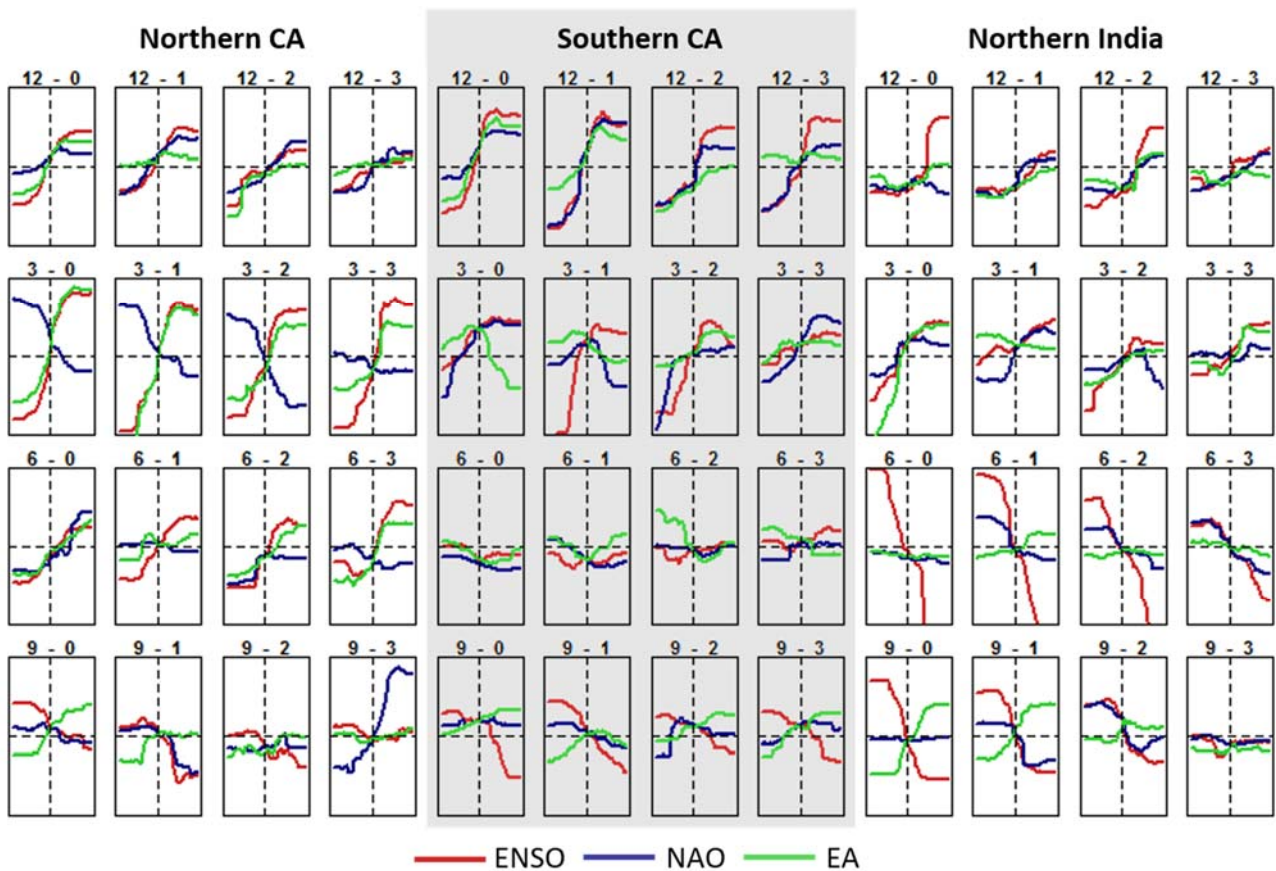 Northern CA Southern CA Northern India
12 - 0 12 - 1 12 - 2 12 - 3 12 - 0 12 - 1 12 - 2 12 - 3 12 - 0 12 - 1 12 - 2 12 - 3
3 - 0 3 - 1 3 - 2 3 - 3 3 - 0 3 - 1 3 - 2 3 - 3 3 - 0 3 - 1 3 - 2 3 - 3
6 - 0 6 - 1 6 - 2 6 - 3 6 - 0 6 - 1 6 - 2 6 - 3 6 - 0 6 - 1 6 - 2 6 - 3
9 - 0 9 - 1 9 - 2 9 - 3 9 - 0 9 - 1 9 - 2 9 - 3 9 - 0 9 - 1 9 - 2 9 - 3
ENSO NAO EA